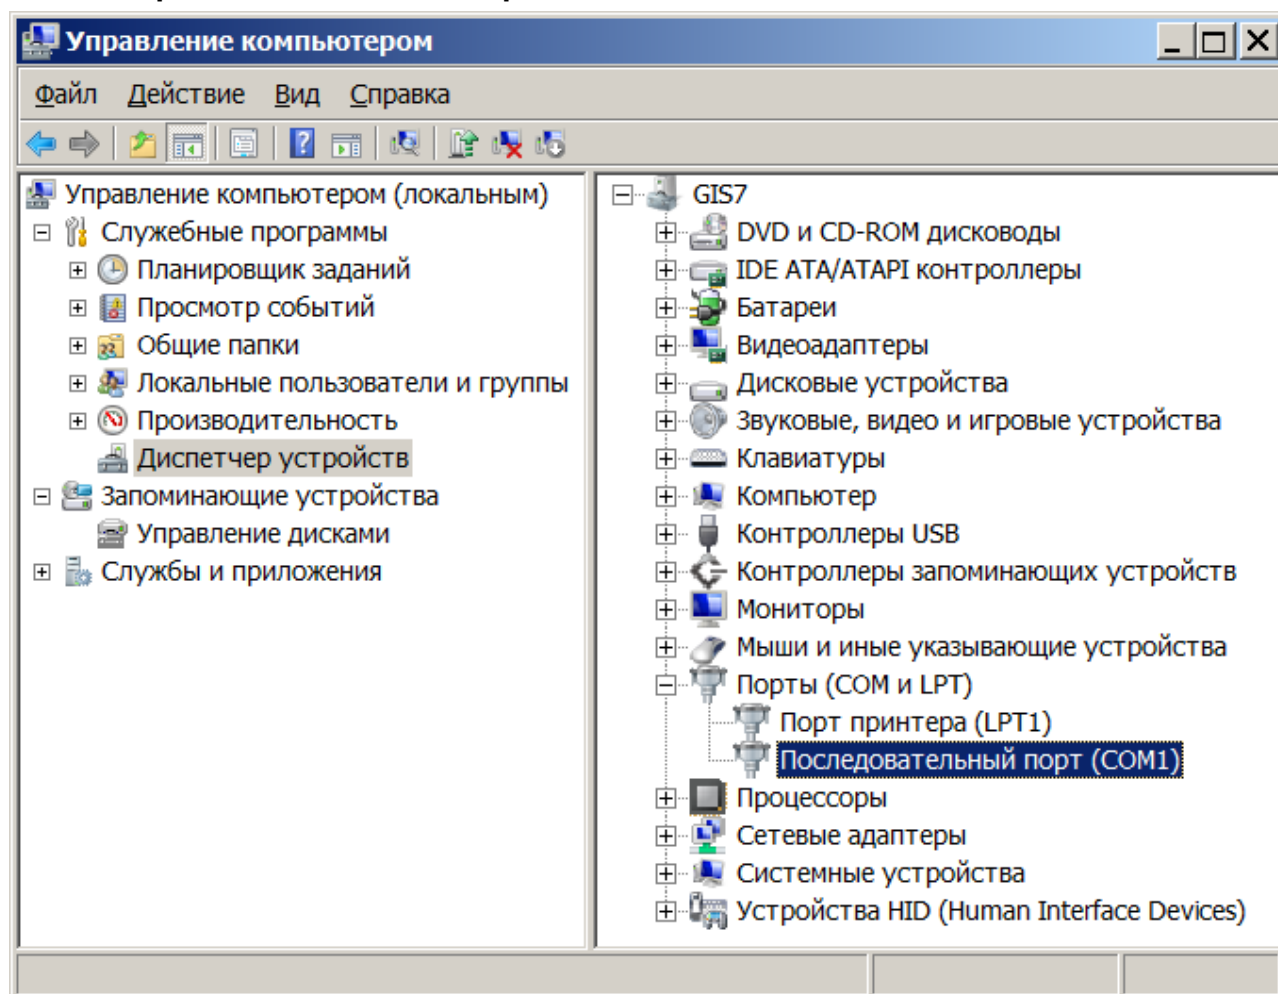 Управление компьютером
Файл Действие Вид Справка
Управление компьютером (локальным)
Служебные программы
Планировщик заданий
Просмотр событий
Общие папки
Локальные пользователи и группы
Производительность
Диспетчер устройств
Запоминающие устройства
Управление дисками
Службы и приложения
GIS7
DVD и CD-ROM дисководы
IDE ATA/ATAPI контроллеры
Батареи
Видеоадаптеры
Дисковые устройства
Звуковые, видео и игровые устройства
Клавиатуры
Компьютер
Контроллеры USB
Контроллеры запоминающих устройств
Мониторы
Мыши и иные указывающие устройства
Порты (COM и LPT)
Порт принтера (LPT1)
Последовательный порт (COM1)
Процессоры
Сетевые адаптеры
Системные устройства
Устройства HID (Human Interface Devices)